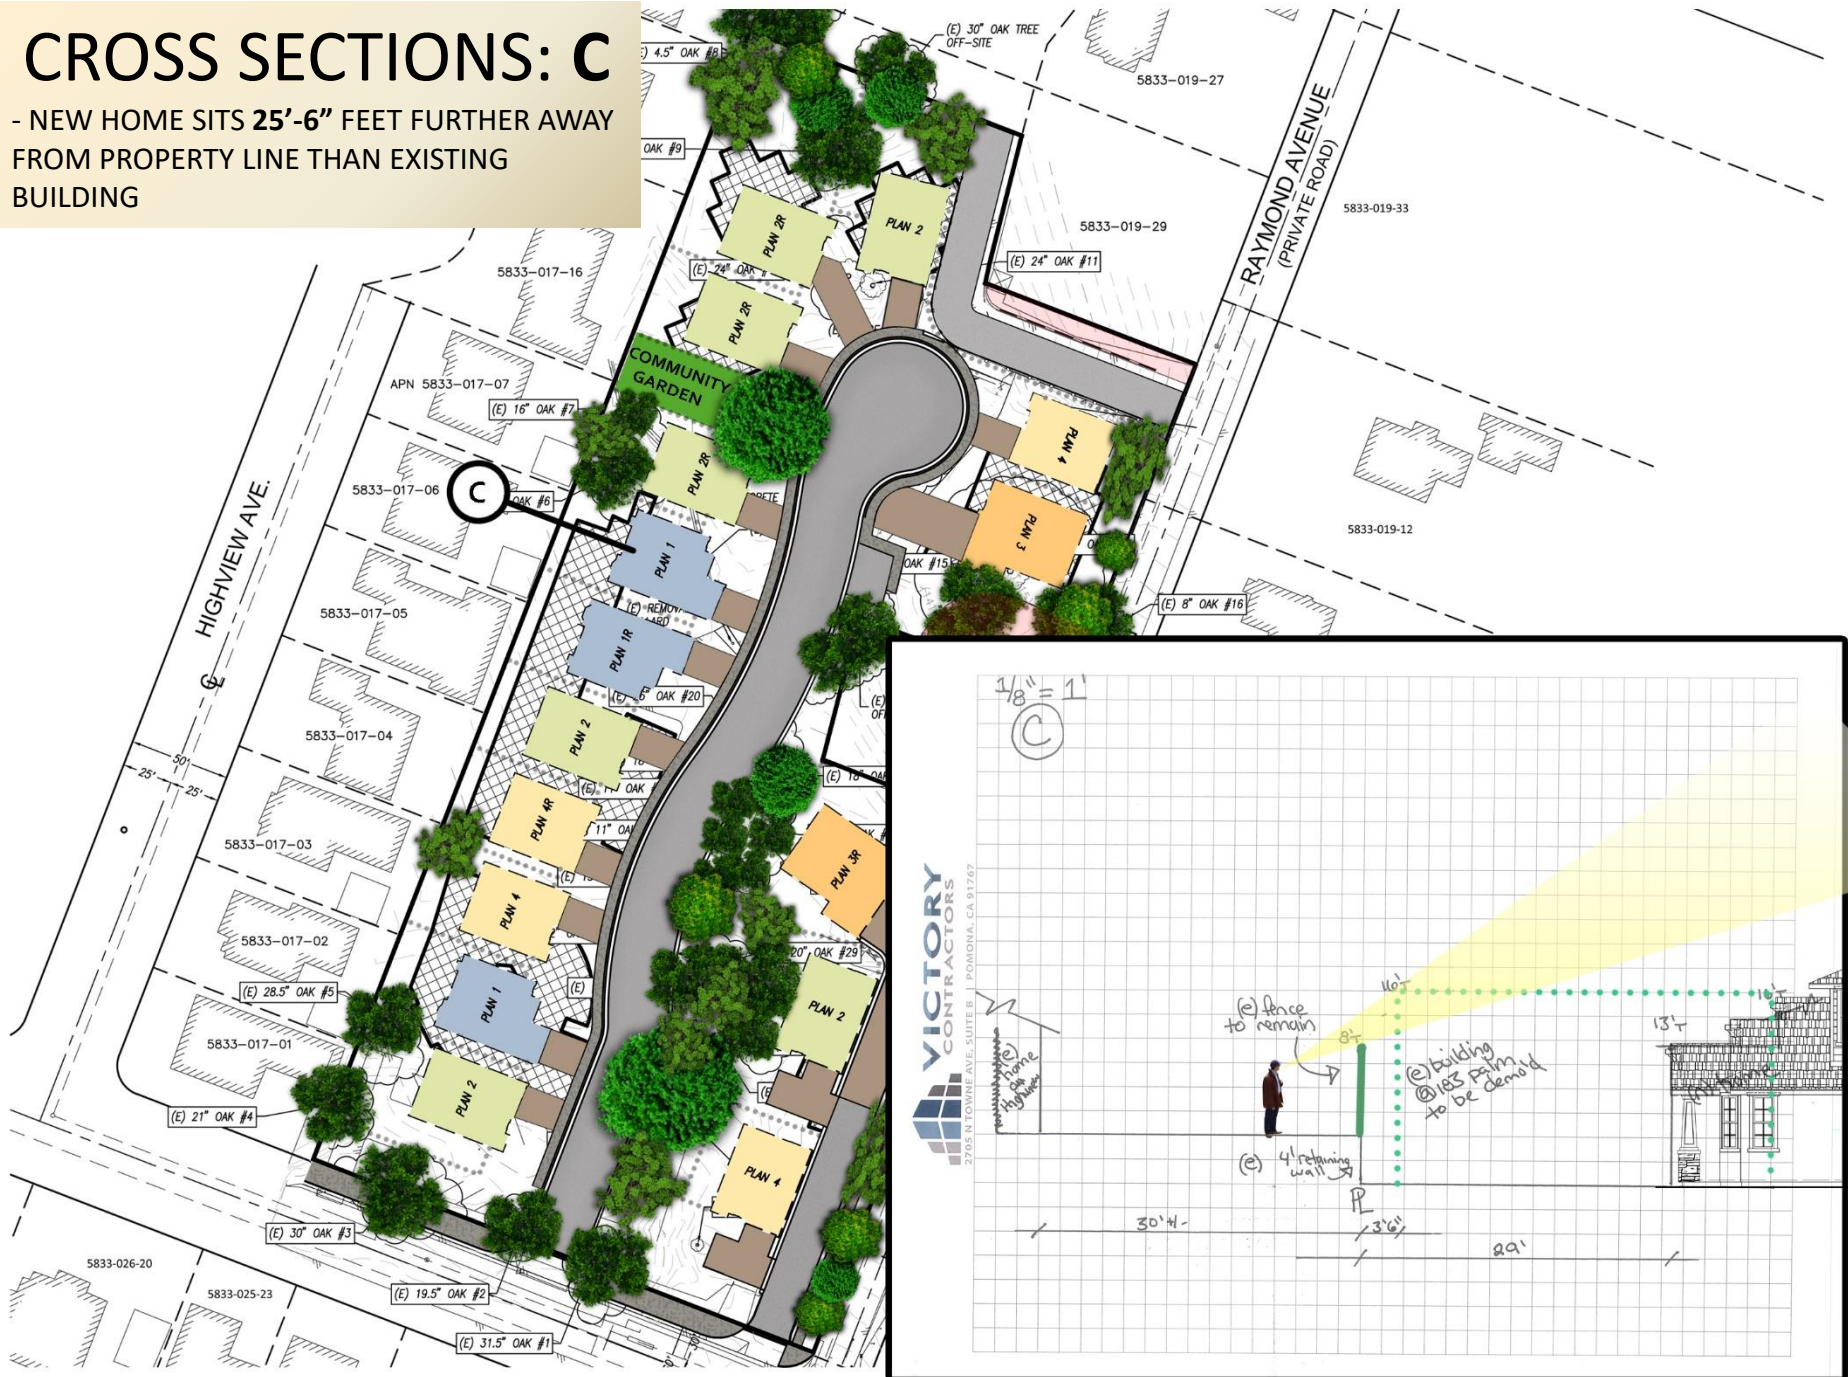 CROSS SECTIONS: C
- NEW HOME SITS 25’-6” FEET FURTHER AWAY
FROM PROPERTY LINE THAN EXISTING
BUILDING
(E) 4.5" OAK #8
(E) 30" OAK TREE
OFF-SITE
5833-019-27
OAK #9
RAYMOND AVENUE
(PRIVATE ROAD)
5833-019-33
5833-019-29
(E) 24" OAK #11
PLAN 2R
PLAN 2
5833-017-16
(E) 24" OAK
PLAN 2R
COMMUNITY
GARDEN
APN 5833-017-07
(E) 16" OAK #7
PLAN 4
PLAN 2R
5833-017-06
C
OAK #6
PLAN 3
5833-019-12
HIGHVIEW AVE.
PLAN 1
OAK #15
5833-017-05
(E) 8" OAK #16
PLAN 1R
OAK #20
5833-017-04
PLAN 2
50'
25'
25'
(E) 18" OAK
PLAN 4R
11" OAK
5833-017-03
PLAN 3R
PLAN 4
5833-017-02
20" OAK #29
(E) 28.5" OAK #5
PLAN 1
(E)
PLAN 2
5833-017-01
(E) 21" OAK #4
PLAN 2
PLAN 4
(E) 30" OAK #3
5833-026-20
(E) 19.5" OAK #2
5833-025-23
(E) 31.5" OAK #1
1/8" = 1'
C
VICTORY
CONTRACTORS
2705 N TOWNE AVE, SUITE B | POMONA, CA 91767
(e) fence
to remain
8'
16'
16'
13'
(e)
home
on
Highview
(e) building
@ 183 Palm
to be demo'd
(n) home
(e) 4' retaining
wall
PL
30' +/-
3'6"
29'